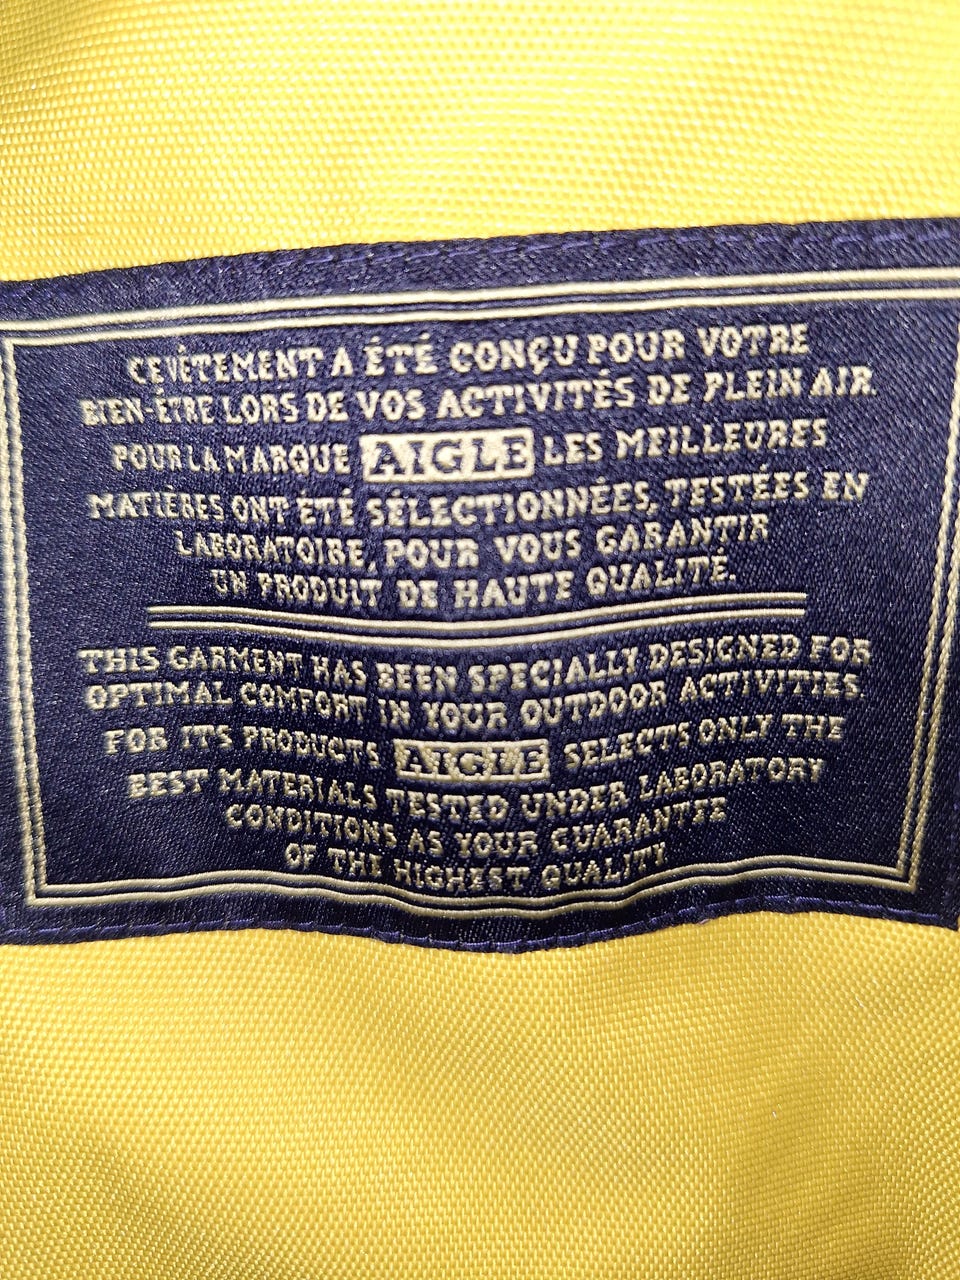 CE VÊTEMENT A ÉTÉ CONÇU POUR VOTRE
BIEN-ÊTRE LORS DE VOS ACTIVITÉS DE PLEIN AIR.
POUR LA MARQUE AIGLE LES MEILLEURES
MATIÈRES ONT ÉTÉ SÉLECTIONNÉES, TESTÉES EN
LABORATOIRE, POUR VOUS GARANTIR
UN PRODUIT DE HAUTE QUALITÉ.
THIS GARMENT HAS BEEN SPECIALLY DESIGNED FOR
OPTIMAL COMFORT IN YOUR OUTDOOR ACTIVITIES.
FOR ITS PRODUCTS AIGLE SELECTS ONLY THE
BEST MATERIALS TESTED UNDER LABORATORY
CONDITIONS AS YOUR GUARANTEE
OF THE HIGHEST QUALITY